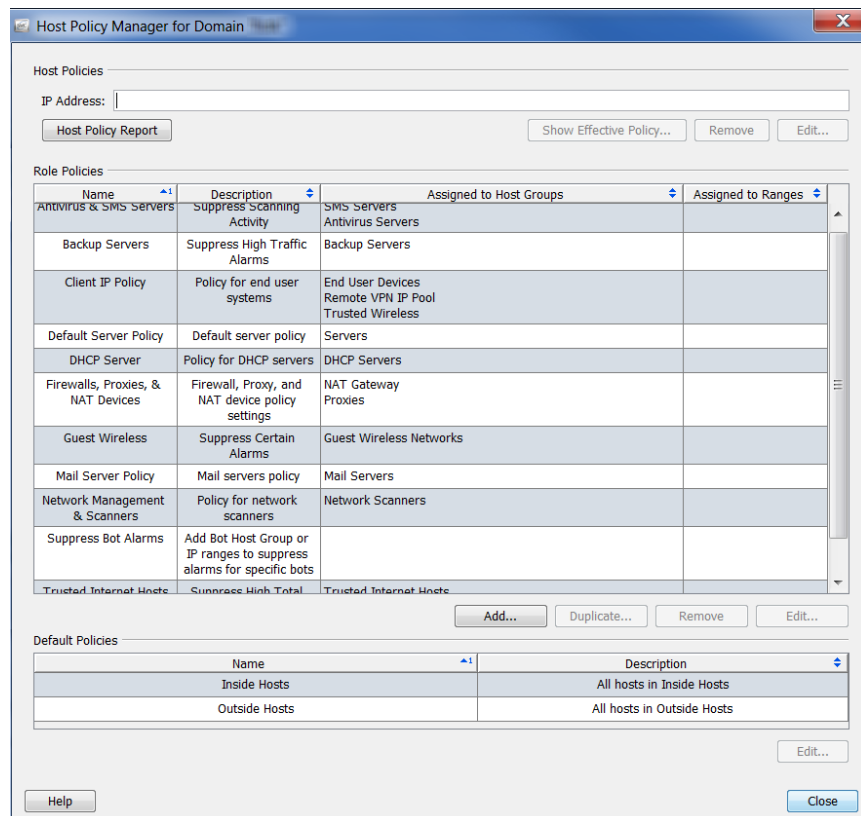 Host Policy Manager for Domain
X
Host Policies
IP Address:
Host Policy Report
Show Effective Policy...
Remove
Edit...
Role Policies
Name
1
Description
Assigned to Host Groups
Assigned to Ranges
Antivirus & SMS Servers
Suppress Scanning
Activity
SMS Servers
Antivirus Servers
Backup Servers
Suppress High Traffic
Alarms
Backup Servers
Client IP Policy
Policy for end user
systems
End User Devices
Remote VPN IP Pool
Trusted Wireless
Default Server Policy
Default server policy
Servers
DHCP Server
Policy for DHCP servers
DHCP Servers
Firewalls, Proxies, &
NAT Devices
Firewall, Proxy, and
NAT device policy
settings
NAT Gateway
Proxies
Guest Wireless
Suppress Certain
Alarms
Guest Wireless Networks
Mail Server Policy
Mail servers policy
Mail Servers
Network Management
& Scanners
Policy for network
scanners
Network Scanners
Suppress Bot Alarms
Add Bot Host Group or
IP ranges to suppress
alarms for specific bots
Trusted Internet Hosts
Suppress High Total
Trusted Internet Hosts
Add...
Duplicate...
Remove
Edit...
Default Policies
Name
1
Description
Inside Hosts
All hosts in Inside Hosts
Outside Hosts
All hosts in Outside Hosts
Edit...
Help
Close